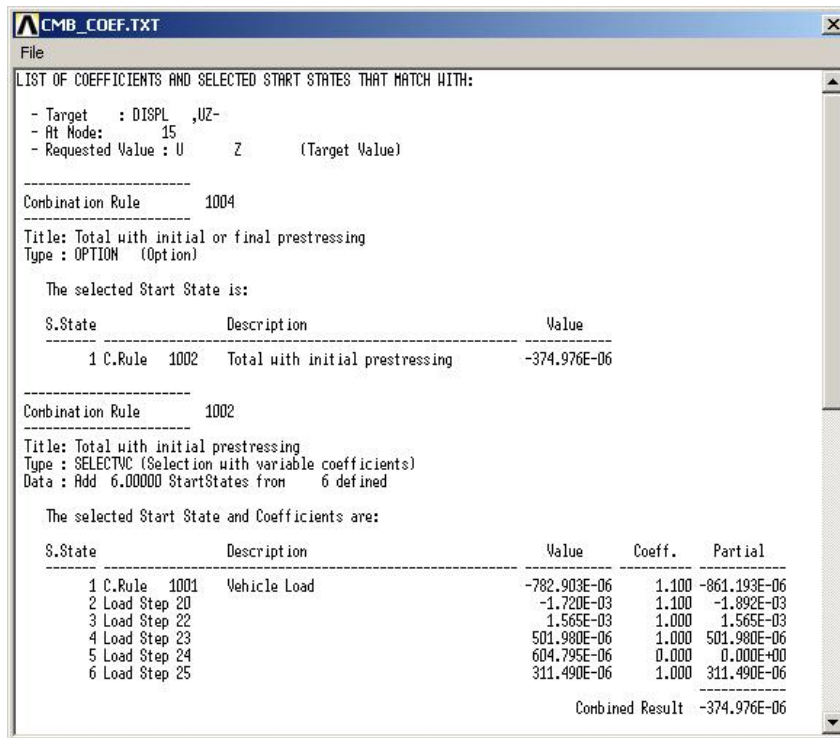 CMB_COEF.TXT
File
LIST OF COEFFICIENTS AND SELECTED START STATES THAT MATCH WITH:
- Target : DISPL ,UZ-
- At Node: 15
- Requested Value : U Z (Target Value)
-----------------------
Combination Rule 1004
-----------------------
Title: Total with initial or final prestressing
Type : OPTION (Option)
The selected Start State is:
S.State Description Value
------- --------------------------------------------------------- ------------
1 C.Rule 1002 Total with initial prestressing -374.976E-06
-----------------------
Combination Rule 1002
-----------------------
Title: Total with initial prestressing
Type : SELECTVC (Selection with variable coefficients)
Data : Add 6.00000 StartStates from 6 defined
The selected Start State and Coefficients are:
S.State Description Value Coeff. Partial
------- --------------------------------------------------------- ------------ ---------- ------------
1 C.Rule 1001 Vehicle Load -782.903E-06 1.100 -861.193E-06
2 Load Step 20 -1.720E-03 1.100 -1.892E-03
3 Load Step 22 1.565E-03 1.000 1.565E-03
4 Load Step 23 501.980E-06 1.000 501.980E-06
5 Load Step 24 604.795E-06 0.000 0.000E+00
6 Load Step 25 311.490E-06 1.000 311.490E-06
------------
Combined Result -374.976E-06